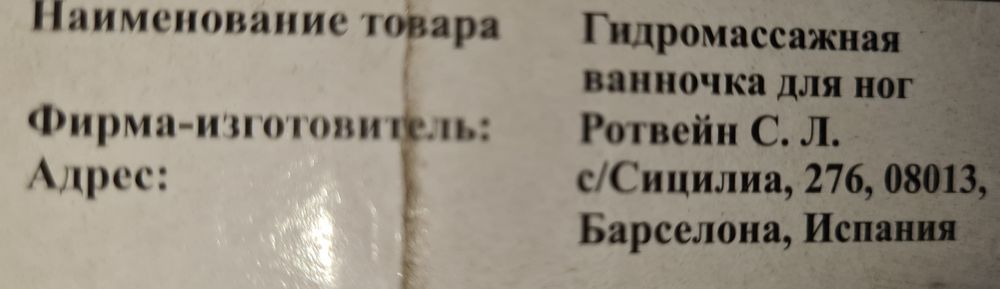 Наименование товара Гидромассажная
ванночка для ног
Фирма-изготовитель: Ротвейн С. Л.
Адрес: с/Сицилиа, 276, 08013,
Барселона, Испания